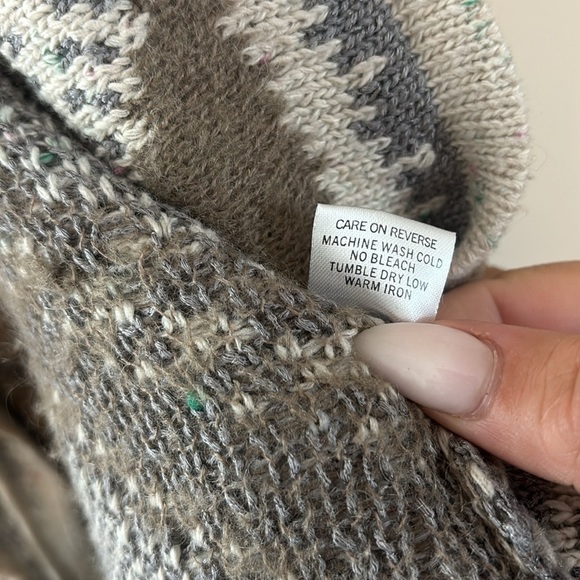 CARE ON REVERSE
MACHINE WASH COLD
NO BLEACH
TUMBLE DRY LOW
WARM IRON